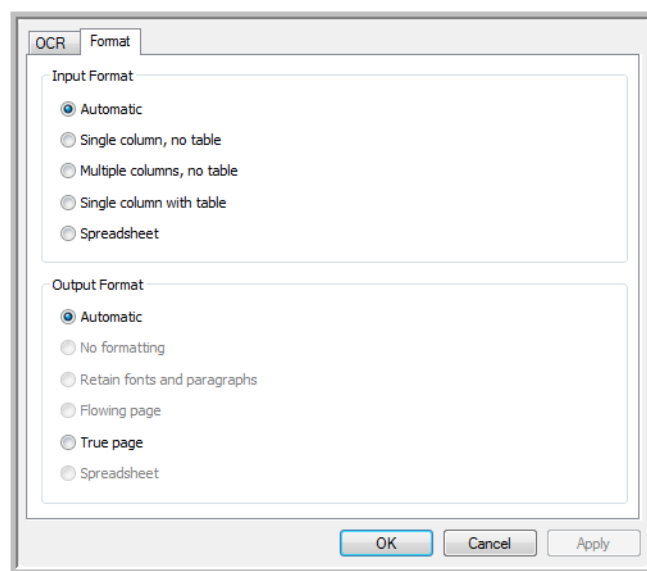 OCR Format
Input Format
Automatic
Single column, no table
Multiple columns, no table
Single column with table
Spreadsheet
Output Format
Automatic
No formatting
Retain fonts and paragraphs
Flowing page
True page
Spreadsheet
OK Cancel Apply